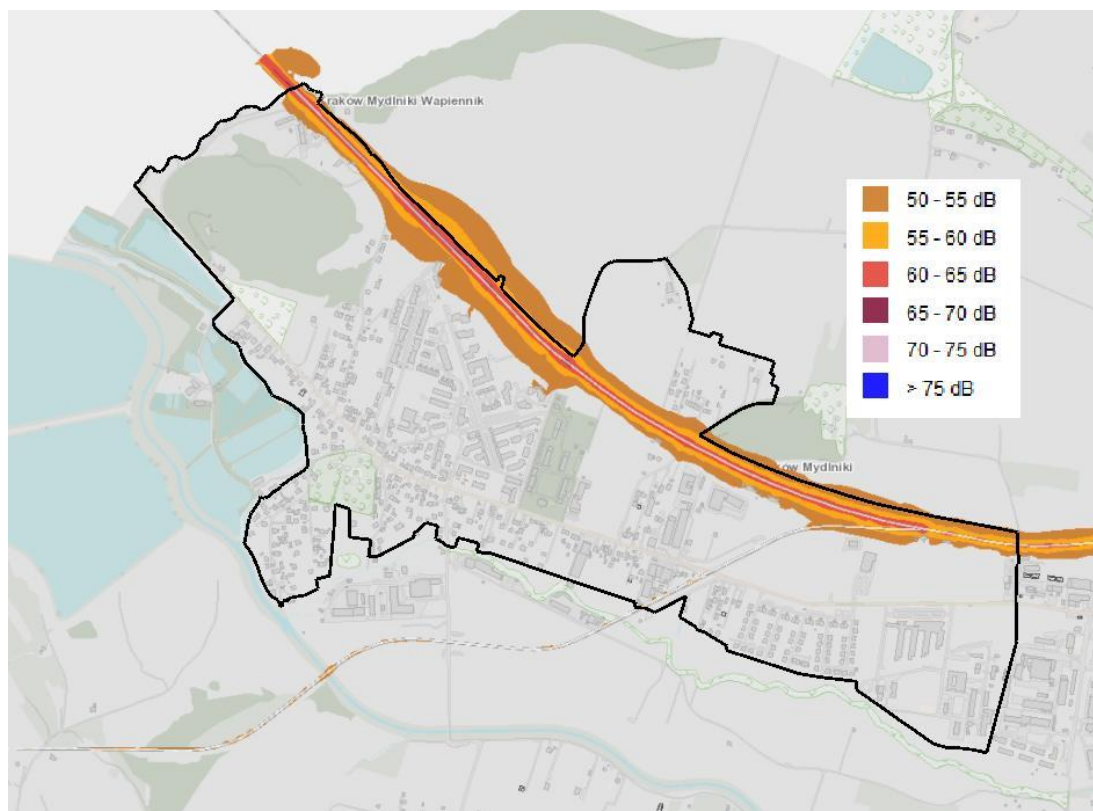 raków Mydlniki Wapiennik
50 - 55 dB
55 - 60 dB
60 - 65 dB
65 - 70 dB
70 - 75 dB
> 75 dB
ow Mydlniki